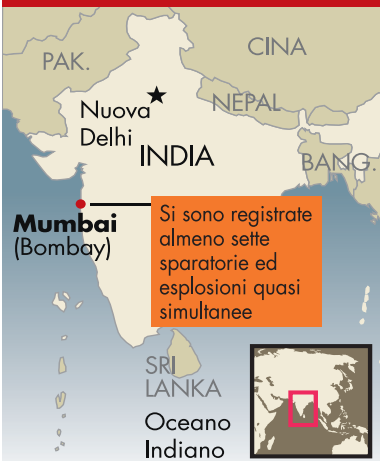 CINA
PAK.
NEPAL
Nuova
Delhi
INDIA
BANG.
Mumbai
(Bombay)
Si sono registrate
almeno sette
sparatorie ed
esplosioni quasi
simultanee
SRI
LANKA
Oceano
Indiano